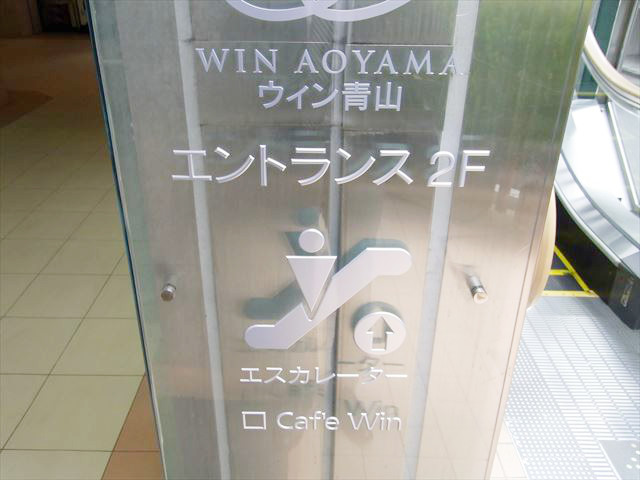 WIN AOYAMA
ウィン青山
エントランス 2F
エスカレーター
□ Caf'e Win